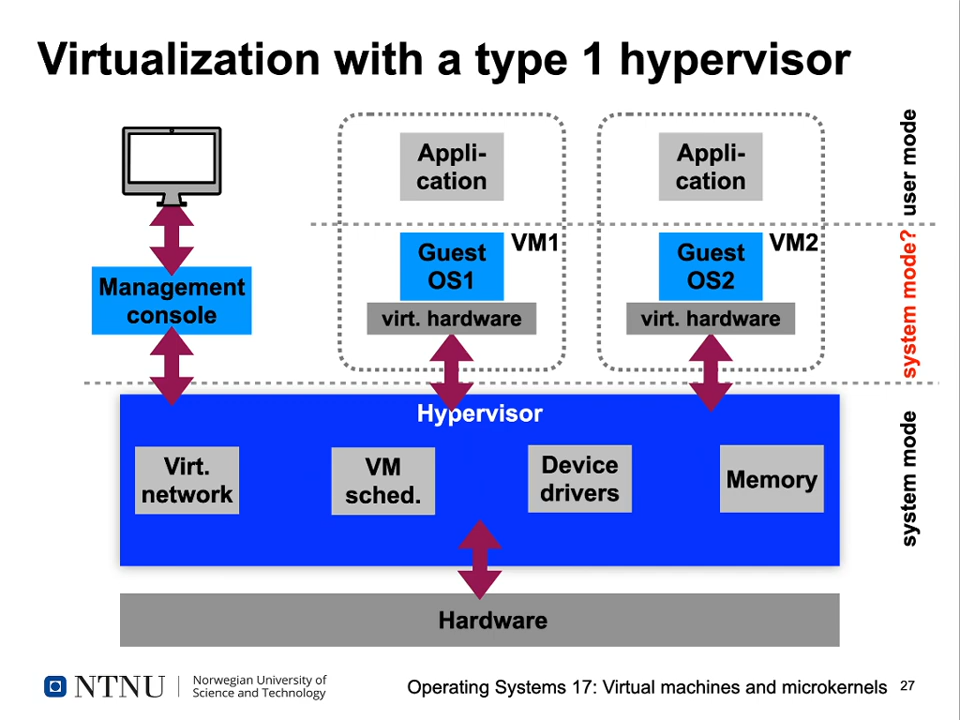 Virtualization with a type 1 hypervisor
Appli-
cation
Appli-
cation
user mode
Guest
OS1
VM1
Guest
OS2
VM2
system mode?
Management
console
virt. hardware
virt. hardware
Hypervisor
system mode
Virt.
network
VM
sched.
Device
drivers
Memory
Hardware
NTNU
Norwegian University of
Science and Technology
Operating Systems 17: Virtual machines and microkernels
27